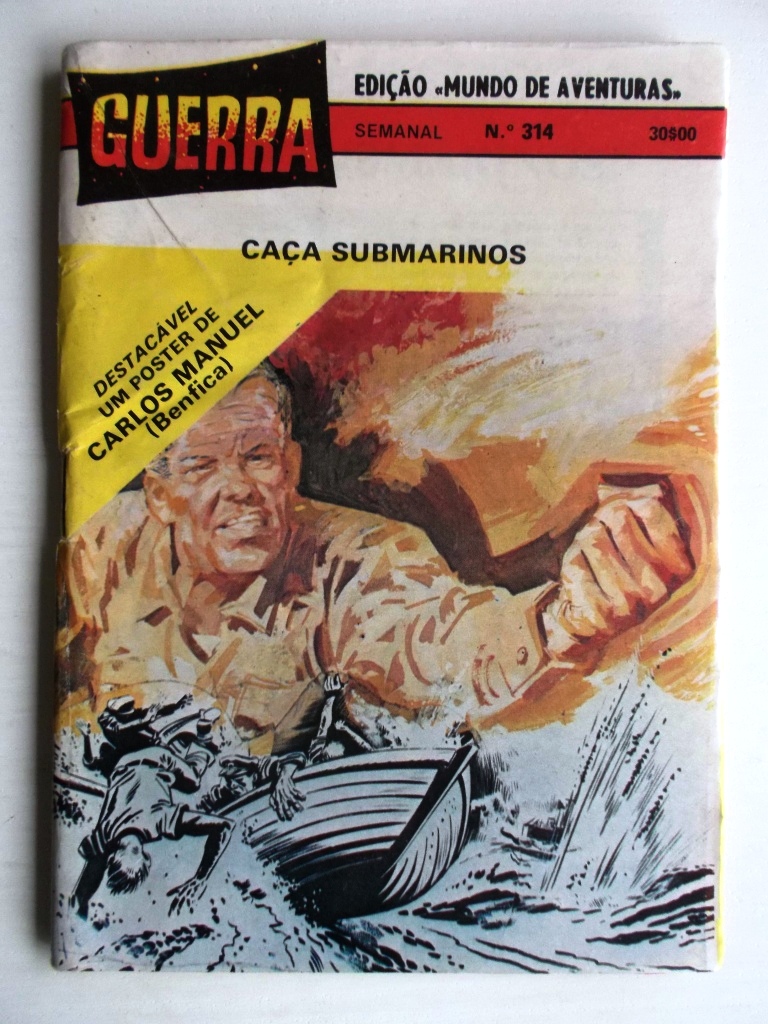 GUERRA
EDIÇÃO «MUNDO DE AVENTURAS»
SEMANAL N.º 314 30$00
CAÇA SUBMARINOS
DESTACÁVEL
UM POSTER DE
CARLOS MANUEL
(Benfica)